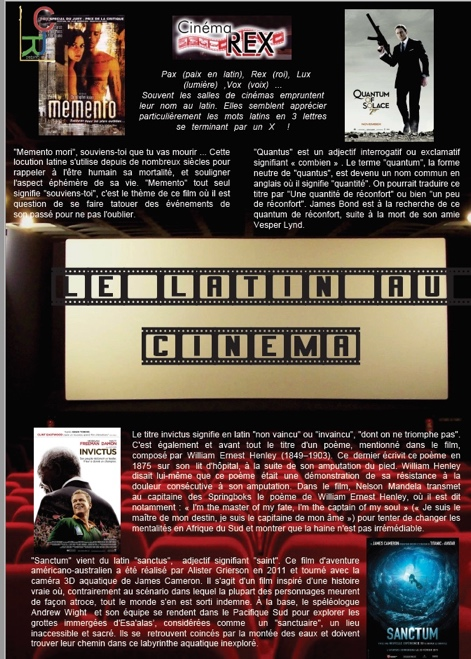 Cinéma
REX
Pax (paix en latin), Rex (roi), Lux
(lumière) ,Vox (voix) ...
Souvent les salles de cinémas empruntent
leur nom au latin. Elles semblent apprécier
particulièrement les mots latins en 3 lettres
se terminant par un X !
memento
QUANTUM
OF
SOLACE
"Memento mori", souviens-toi que tu vas mourir ... Cette
locution latine s'utilise depuis de nombreux siècles pour
rappeler à l'être humain sa mortalité, et souligner
l'aspect éphémère de sa vie. "Memento" tout seul
signifie "souviens-toi", c'est le thème de ce film où il est
question de se faire tatouer des événements de
son passé pour ne pas l'oublier.
"Quantus" est un adjectif interrogatif ou exclamatif
signifiant « combien » . Le terme "quantum", la forme
neutre de "quantus", est devenu un nom commun en
anglais où il signifie "quantité". On pourrait traduire ce
titre par "Une quantité de réconfort" ou bien "un peu
de réconfort". James Bond est à la recherche de ce
quantum de réconfort, suite à la mort de son amie
Vesper Lynd.
LE LATIN AU
CINEMA
FREEMAN DAMON
INVICTUS
Le titre invictus signifie en latin "non vaincu" ou "invaincu", "dont on ne triomphe pas".
C'est également et avant tout le titre d'un poème, mentionné dans le film,
composé par William Ernest Henley (1849–1903). Ce dernier écrivit ce poème en
1875 sur son lit d'hôpital, à la suite de son amputation du pied. William Henley
disait lui-même que ce poème était une démonstration de sa résistance à la
douleur consécutive à son amputation. Dans le film, Nelson Mandela transmet
au capitaine des Springboks le poème de William Ernest Henley, où il est dit
notamment : « I'm the master of my fate, I'm the captain of my soul » (« Je suis le
maître de mon destin, je suis le capitaine de mon âme ») pour tenter de changer les
mentalités en Afrique du Sud et montrer que la haine n'est pas irrémédiable.
"Sanctum" vient du latin "sanctus", adjectif signifiant "saint". Ce film d'aventure
américano-australien a été réalisé par Alister Grierson en 2011 et tourné avec la
caméra 3D aquatique de James Cameron. Il s'agit d'un film inspiré d'une histoire
vraie où, contrairement au scénario dans lequel la plupart des personnages meurent
de façon atroce, tout le monde s'en est sorti indemne. À la base, le spéléologue
Andrew Wight et son équipe se rendent dans le Pacifique Sud pour explorer les
grottes immergées d'Esa'alas', considérées comme un "sanctuaire", un lieu
inaccessible et sacré. Ils se retrouvent coincés par la montée des eaux et doivent
trouver leur chemin dans ce labyrinthe aquatique inexploré.
JAMES CAMERON
SANCTUM